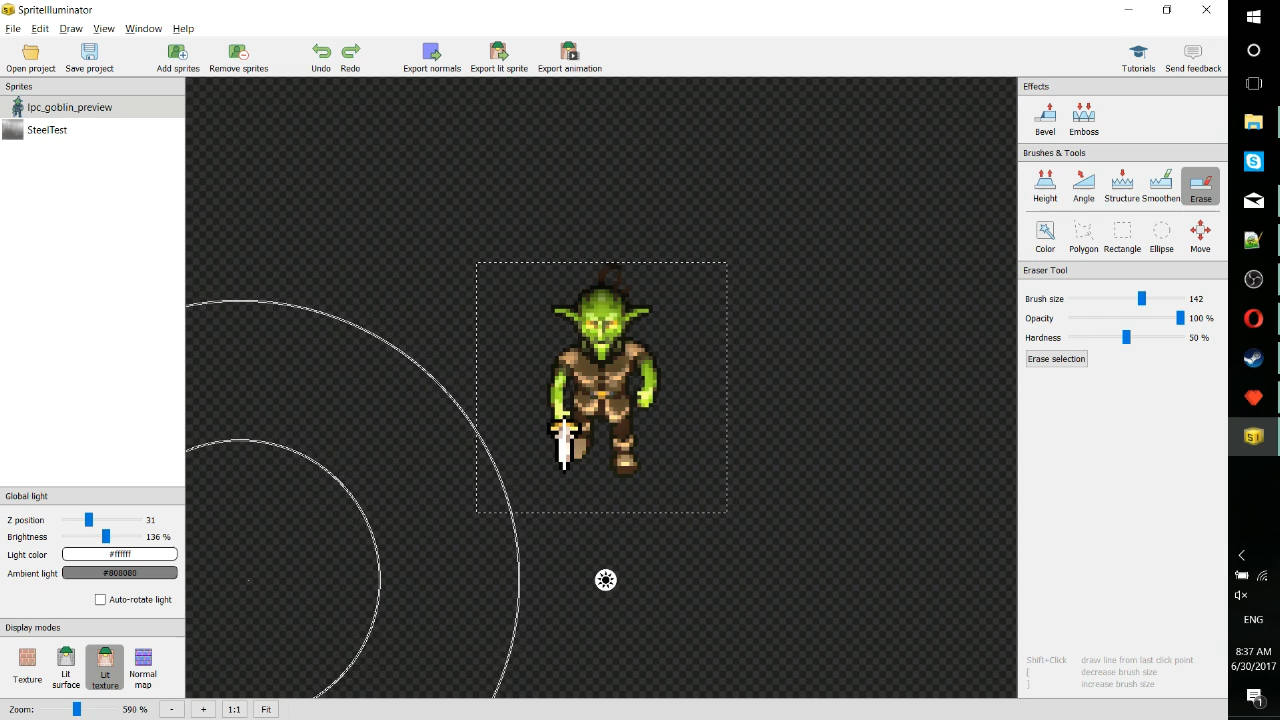 SpriteIlluminator
File Edit Draw View Window Help
Open project Save project Add sprites Remove sprites Undo Redo Export normals Export lit sprite Export animation Tutorials Send feedback
Sprites
lpc_goblin_preview
SteelTest
Global light
Z position 31
Brightness 136 %
Light color #ffffff
Ambient light #808080
Auto-rotate light
Display modes
Texture Lit surface Lit texture Normal map
Zoom: 590 % - + 1:1 Fit
Effects
Bevel Emboss
Brushes & Tools
Height Angle Structure Smoothen Erase
Color Polygon Rectangle Ellipse Move
Eraser Tool
Brush size 142
Opacity 100 %
Hardness 50 %
Erase selection
Shift+Click draw line from last click point
[ decrease brush size
] increase brush size
SI
ENG
8:37 AM
6/30/2017
1